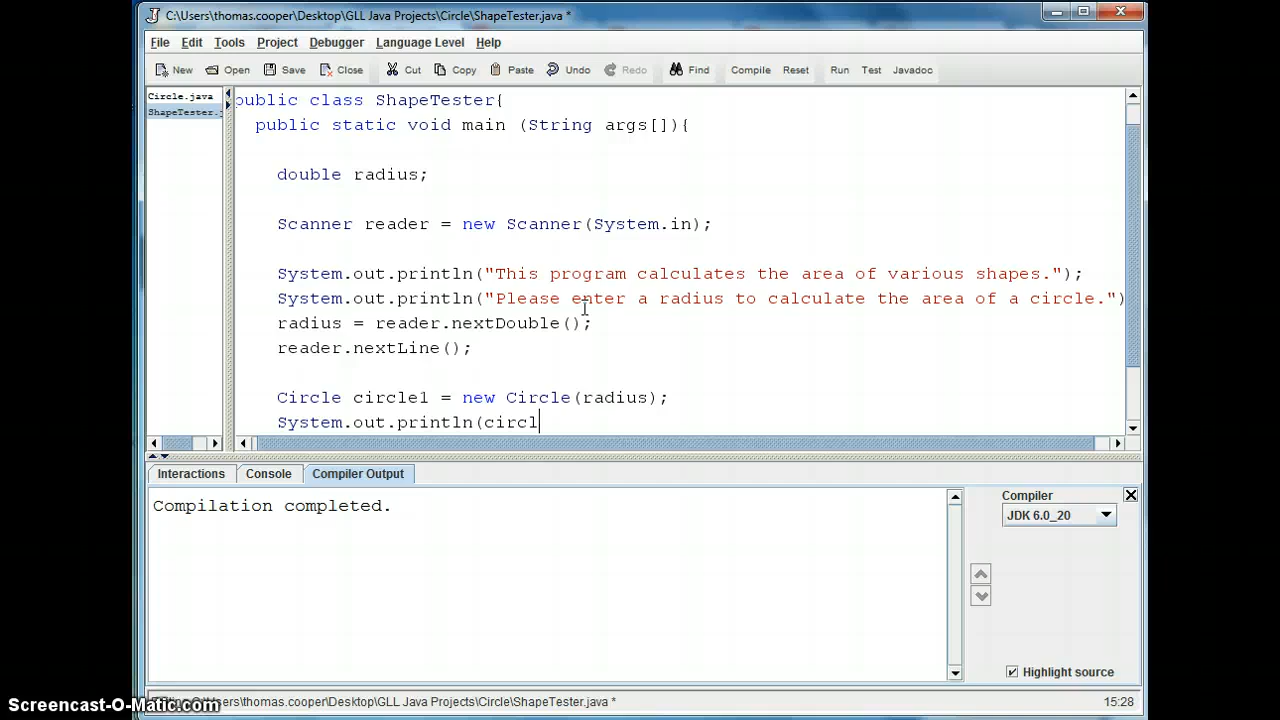 C:\Users\thomas.cooper\Desktop\GLL Java Projects\Circle\ShapeTester.java *
File Edit Tools Project Debugger Language Level Help
New Open Save Close Cut Copy Paste Undo Redo Find Compile Reset Run Test Javadoc
Circle.java
ShapeTester.j
public class ShapeTester{
public static void main (String args[]){
double radius;
Scanner reader = new Scanner(System.in);
System.out.println("This program calculates the area of various shapes.");
System.out.println("Please enter a radius to calculate the area of a circle.")
radius = reader.nextDouble();
reader.nextLine();
Circle circle1 = new Circle(radius);
System.out.println(circl
Interactions Console Compiler Output
Compilation completed.
Compiler
JDK 6.0_20
Highlight source
Screencast-O-Matic.com
thomas.cooper\Desktop\GLL Java Projects\Circle\ShapeTester.java *
15:28